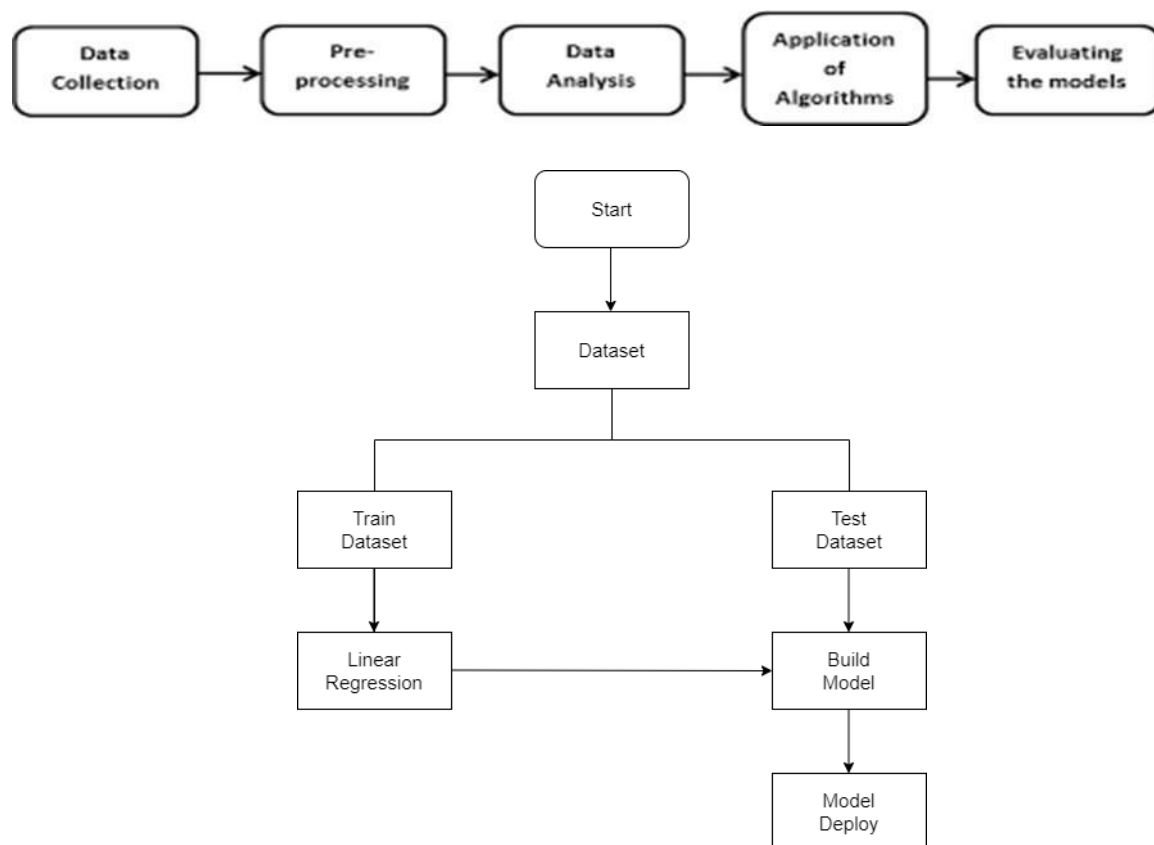 Data
Collection
Pre-
processing
Data
Analysis
Application
of
Algorithms
Evaluating
the models
Start
Dataset
Train
Dataset
Test
Dataset
Linear
Regression
Build
Model
Model
Deploy